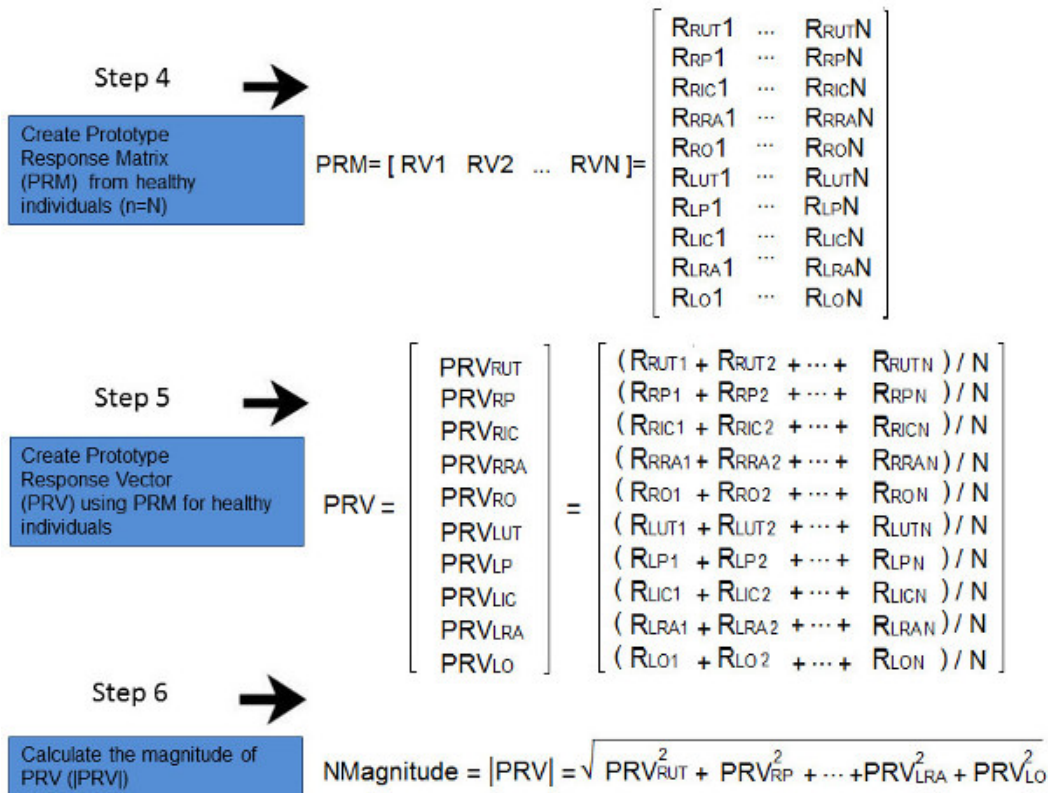 Step 4
Create Prototype
Response Matrix
(PRM) from healthy
individuals (n=N)
PRM= [ RV1 RV2 ... RVN ]=
RRUT1 ... RRUTN
RRP1 ... RRPN
RRIC1 ... RRICN
RRRA1 ... RRRAN
RRO1 ... RRON
RLUT1 ... RLUTN
RLP1 ... RLPN
RLIC1 ... RLICN
RLRA1 ... RLRAN
RLO1 ... RLON
Step 5
Create Prototype
Response Vector
(PRV) using PRM for healthy
individuals
PRV =
PRVRUT
PRVRP
PRVRIC
PRVRRA
PRVRO
PRVLUT
PRVLP
PRVLIC
PRVLRA
PRVLO
=
( RRUT1 + RRUT2 + ... + RRUTN ) / N
( RRP1 + RRP2 + ... + RRPN ) / N
( RRIC1 + RRIC2 + ... + RRICN ) / N
( RRRA1 + RRRA2 + ... + RRRAN ) / N
( RRO1 + RRO2 + ... + RRON ) / N
( RLUT1 + RLUT2 + ... + RLUTN ) / N
( RLP1 + RLP2 + ... + RLPN ) / N
( RLIC1 + RLIC2 + ... + RLICN ) / N
( RLRA1 + RLRA2 + ... + RLRAN ) / N
( RLO1 + RLO2 + ... + RLON ) / N
Step 6
Calculate the magnitude of
PRV (|PRV|)
NMagnitude = |PRV| = √ PRV²RUT + PRV²RP + ... +PRV²LRA + PRV²LO